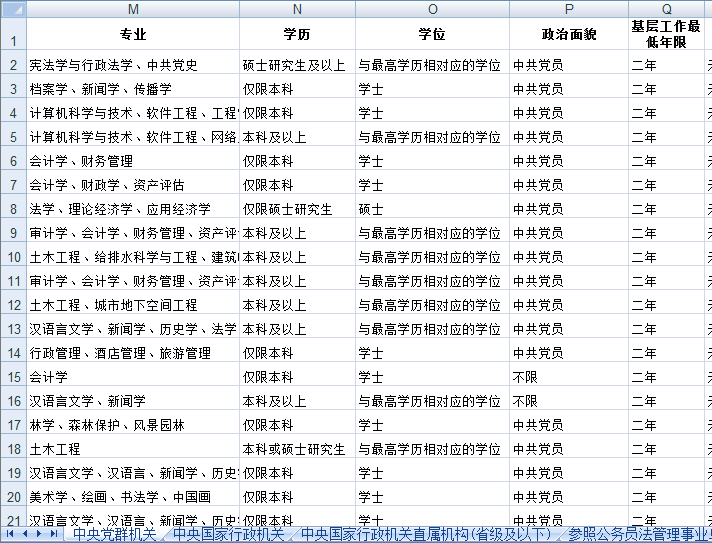 M N O P Q
1 专业 学历 学位 政治面貌 基层工作最
低年限
2 宪法学与行政法学、中共党史 硕士研究生及以上 与最高学历相对应的学位 中共党员 二年
3 档案学、新闻学、传播学 仅限本科 学士 中共党员 二年
4 计算机科学与技术、软件工程、工程 仅限本科 学士 中共党员 二年
5 计算机科学与技术、软件工程、网络 本科及以上 与最高学历相对应的学位 中共党员 二年
6 会计学、财务管理 仅限本科 学士 中共党员 二年
7 会计学、财政学、资产评估 仅限本科 学士 中共党员 二年
8 法学、理论经济学、应用经济学 仅限硕士研究生 硕士 中共党员 二年
9 审计学、会计学、财务管理、资产评 本科及以上 与最高学历相对应的学位 中共党员 二年
10 土木工程、给排水科学与工程、建筑 本科及以上 与最高学历相对应的学位 中共党员 二年
11 审计学、会计学、财务管理、资产评 本科及以上 与最高学历相对应的学位 中共党员 二年
12 土木工程、城市地下空间工程 本科及以上 与最高学历相对应的学位 中共党员 二年
13 汉语言文学、新闻学、历史学、法学 本科及以上 与最高学历相对应的学位 中共党员 二年
14 行政管理、酒店管理、旅游管理 仅限本科 学士 中共党员 二年
15 会计学 仅限本科 学士 不限 二年
16 汉语言文学、新闻学 本科及以上 与最高学历相对应的学位 不限 二年
17 林学、森林保护、风景园林 仅限本科 学士 中共党员 二年
18 土木工程 本科或硕士研究生 与最高学历相对应的学位 中共党员 二年
19 汉语言文学、汉语言、新闻学、历史 仅限本科 学士 中共党员 二年
20 美术学、绘画、书法学、中国画 仅限本科 学士 中共党员 二年
21 汉语言文学、汉语言、新闻学、历史 仅限本科 学士 中共党员 二年
中央党群机关 中央国家行政机关 中央国家行政机关直属机构(省级及以下) 参照公务员法管理事业